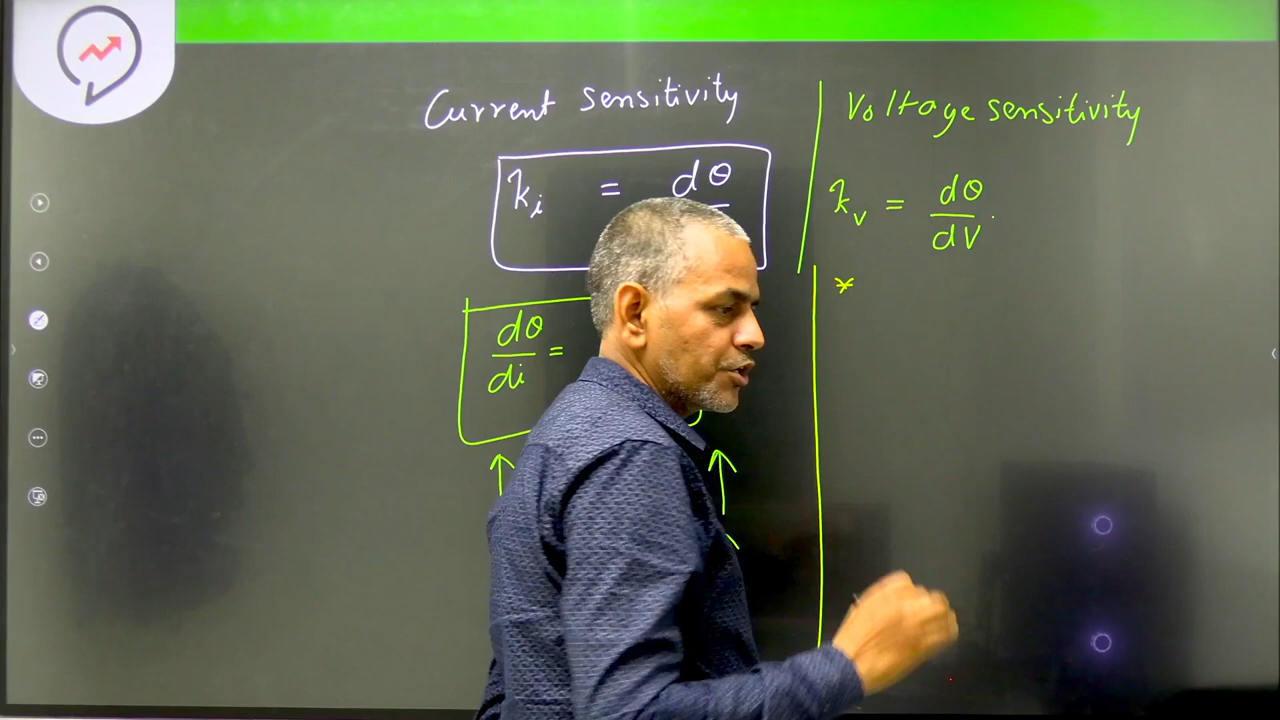 Current sensitivity
k_i = dθ
dθ/di =
Voltage sensitivity
k_v = dθ/dV
*